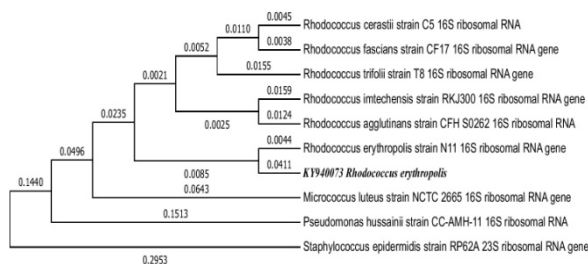 0.0045
Rhodococcus cerastii strain C5 16S ribosomal RNA
0.0110
0.0038
Rhodococcus fascians strain CF17 16S ribosomal RNA gene
0.0052
0.0155
Rhodococcus trifolii strain T8 16S ribosomal RNA gene
0.0021
0.0159
Rhodococcus imtechensis strain RKJ300 16S ribosomal RNA gene
0.0025
0.0124
Rhodococcus agglutinans strain CFH S0262 16S ribosomal RNA
0.0235
0.0044
Rhodococcus erythropolis strain N11 16S ribosomal RNA gene
0.0085
0.0411
KY940073 Rhodococcus erythropolis
0.0496
0.0643
Micrococcus luteus strain NCTC 2665 16S ribosomal RNA gene
0.1440
0.1513
Pseudomonas hussainii strain CC-AMH-11 16S ribosomal RNA
0.2953
Staphylococcus epidermidis strain RP62A 23S ribosomal RNA gene